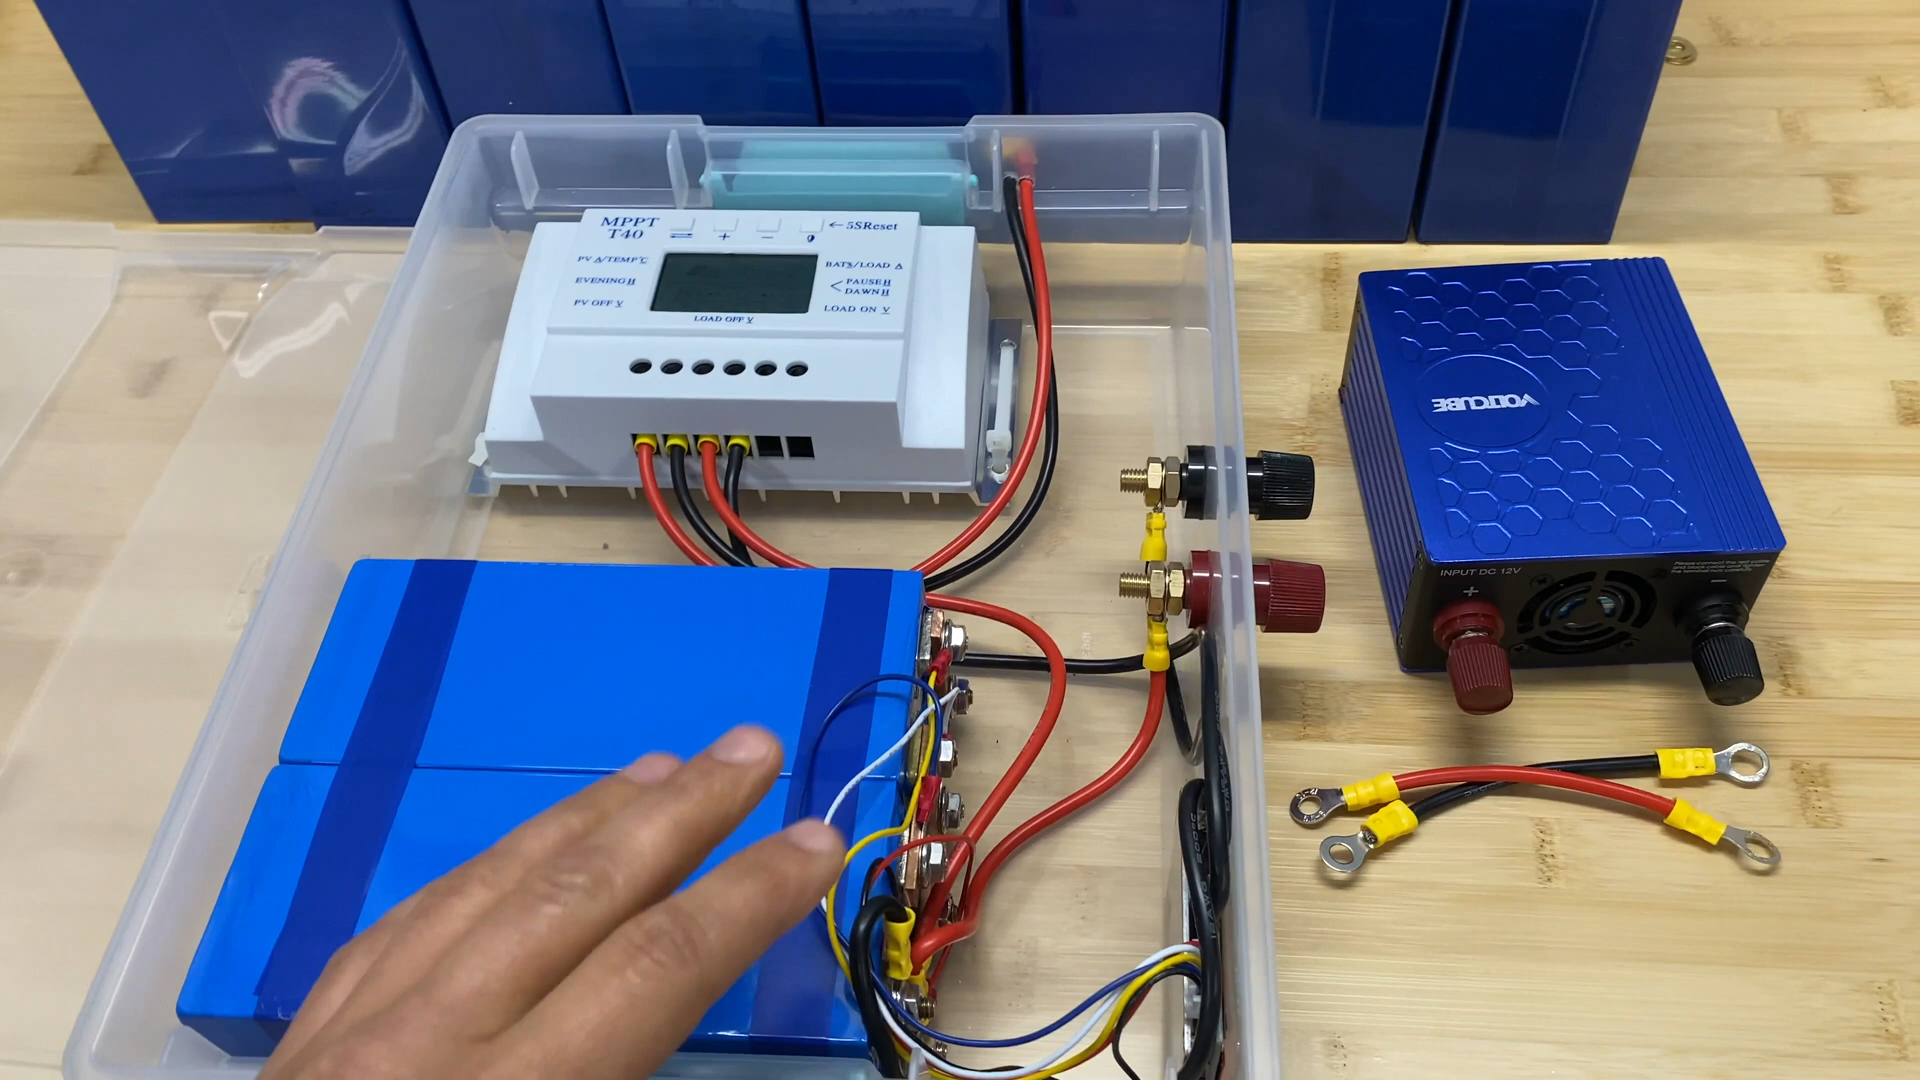 MPPT
T40
← 5SReset
+
−
PV A/TEMP℃
EVENING H
PV OFF V
BAT%/LOAD A
PAUSE H
DAWN H
LOAD ON V
LOAD OFF V
VOLTCUBE
INPUT DC 12V
+
−